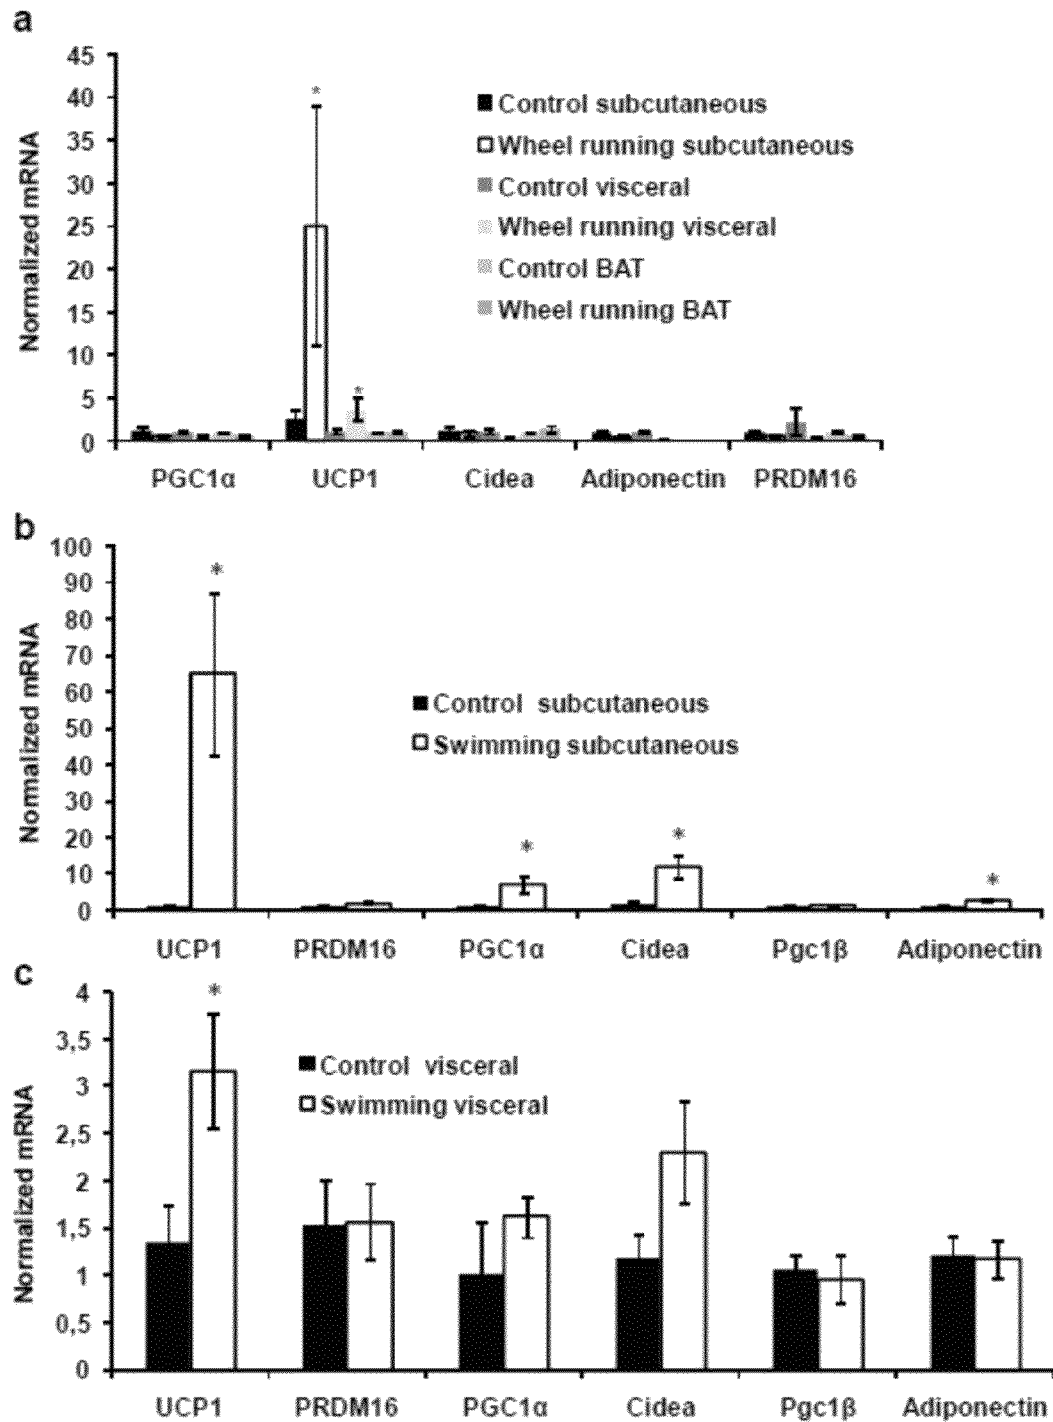 a
45
40
35
30
25
20
15
10
5
0
Normalized mRNA
*
*
Control subcutaneous
Wheel running subcutaneous
Control visceral
Wheel running visceral
Control BAT
Wheel running BAT
PGC1α UCP1 Cidea Adiponectin PRDM16
b
100
90
80
70
60
50
40
30
20
10
0
Normalized mRNA
*
*
*
*
Control subcutaneous
Swimming subcutaneous
UCP1 PRDM16 PGC1α Cidea Pgc1β Adiponectin
c
4
3,5
3
2,5
2
1,5
1
0,5
0
Normalized mRNA
*
Control visceral
Swimming visceral
UCP1 PRDM16 PGC1α Cidea Pgc1β Adiponectin